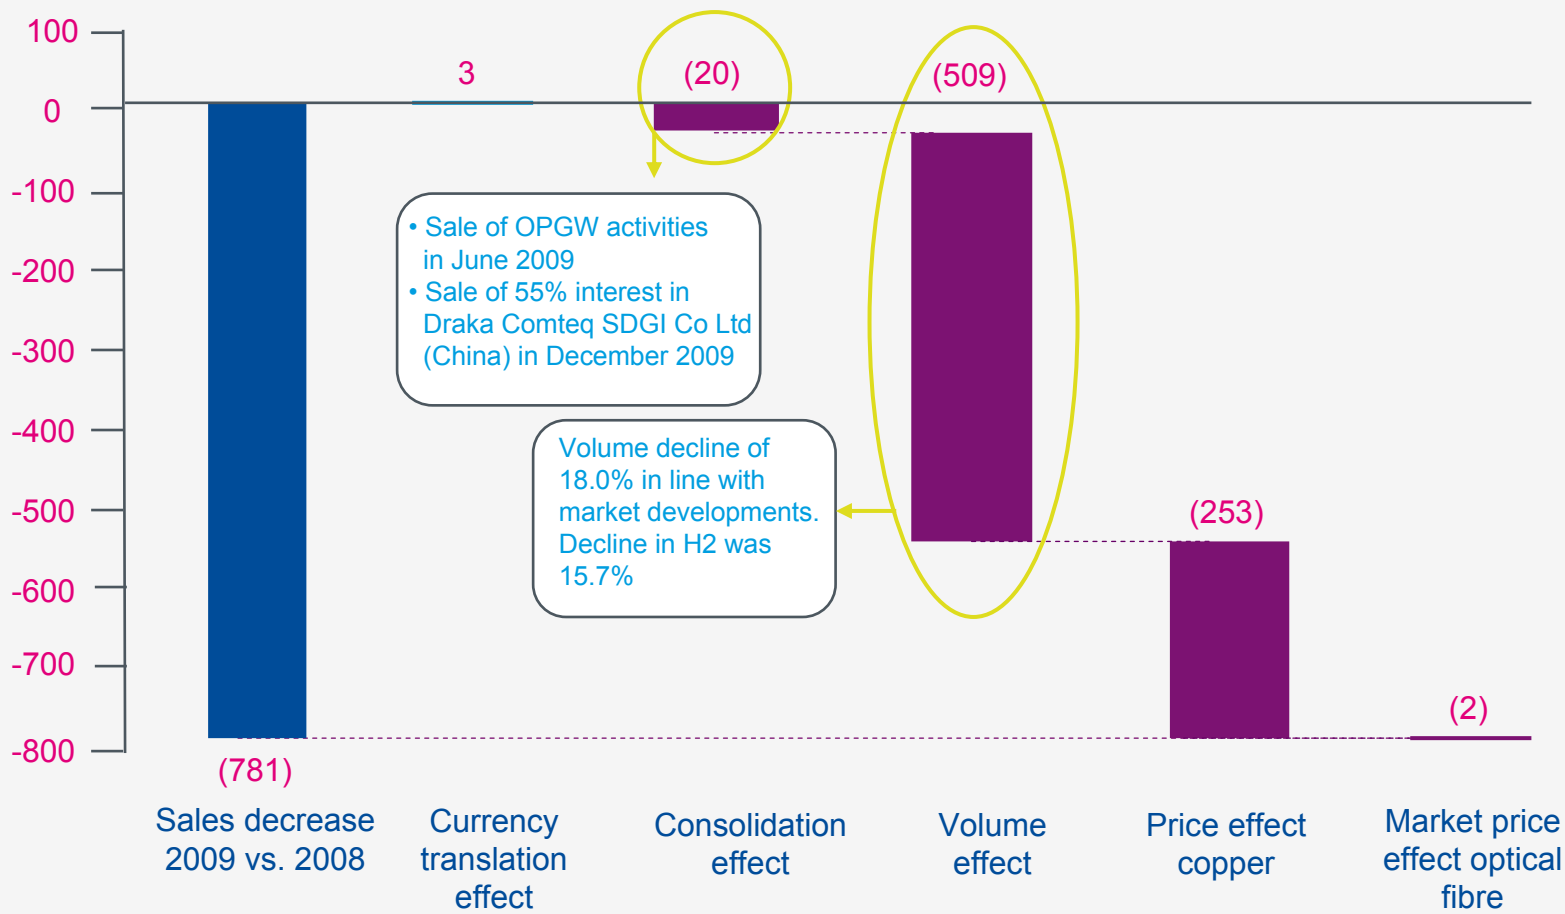 100
0
-100
-200
-300
-400
-500
-600
-700
-800
3
(20)
(509)
• Sale of OPGW activities
in June 2009
• Sale of 55% interest in
Draka Comteq SDGI Co Ltd
(China) in December 2009
Volume decline of
18.0% in line with
market developments.
Decline in H2 was
15.7%
(253)
(2)
(781)
Sales decrease
2009 vs. 2008
Currency
translation
effect
Consolidation
effect
Volume
effect
Price effect
copper
Market price
effect optical
fibre